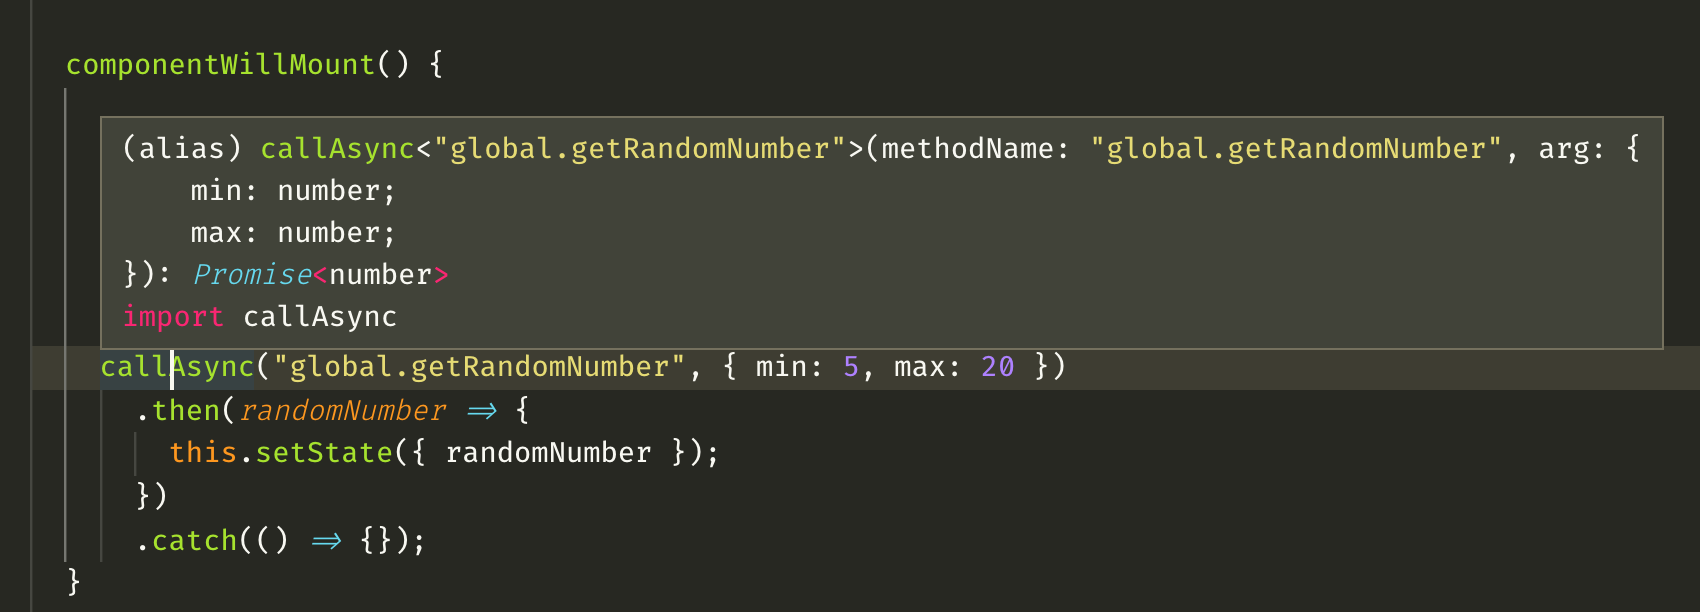 componentWillMount() {
(alias) callAsync<"global.getRandomNumber">(methodName: "global.getRandomNumber", arg: {
    min: number;
    max: number;
}): Promise<number>
import callAsync
callAsync("global.getRandomNumber", { min: 5, max: 20 })
  .then(randomNumber => {
    this.setState({ randomNumber });
  })
  .catch(() => {});
}